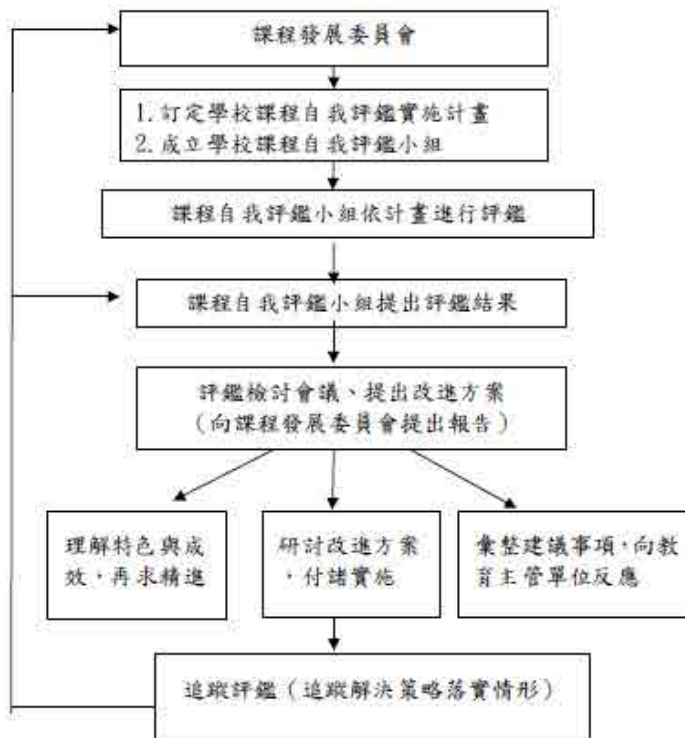 課程發展委員會
1.訂定學校課程自我評鑑實施計畫
2.成立學校課程自我評鑑小組
課程自我評鑑小組依計畫進行評鑑
課程自我評鑑小組提出評鑑結果
評鑑檢討會議、提出改進方案
(向課程發展委員會提出報告)
理解特色與成
效，再求精進
研討改進方案
，付諸實施
彙整建議事項，向教
育主管單位反應
追蹤評鑑(追蹤解決策略落實情形)